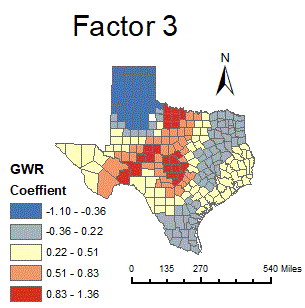 Factor 3
N
GWR
Coeffient
-1.10 - -0.36
-0.36 - 0.22
0.22 - 0.51
0.51 - 0.83
0.83 - 1.36
0 135 270 540 Miles